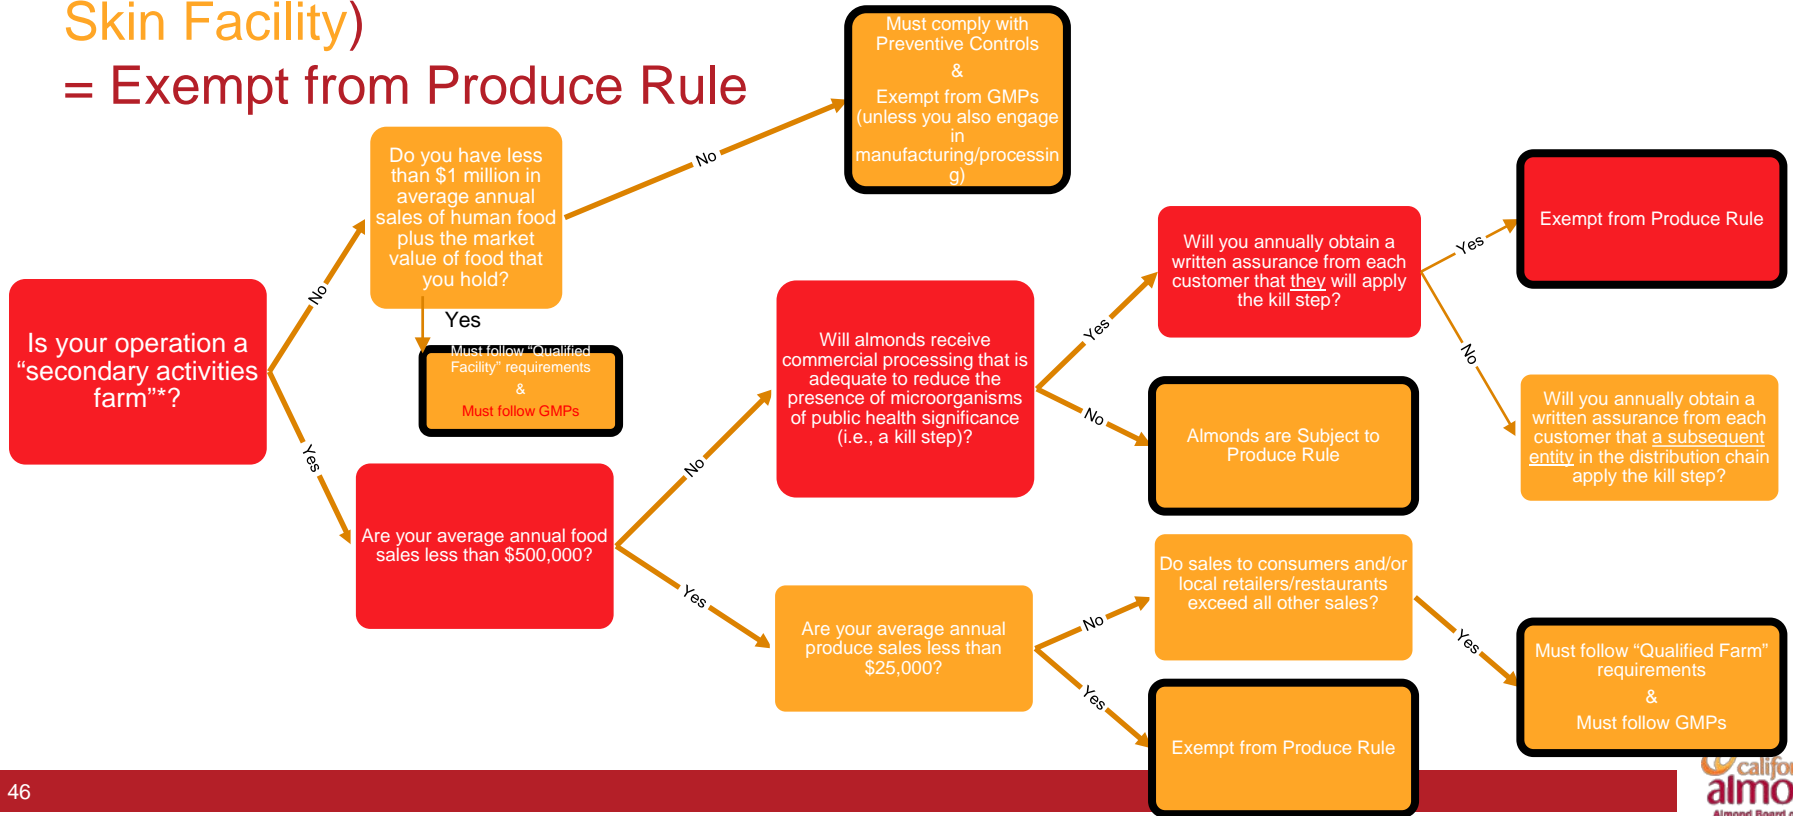 Skin Facility)
= Exempt from Produce Rule
Must comply with
Preventive Controls
&
Exempt from GMPs
(unless you also engage
in
manufacturing/processin
g)
Do you have less
than $1 million in
average annual
sales of human food
plus the market
value of food that
you hold?
No
Yes
Must follow “Qualified
Facility” requirements
&
Must follow GMPs
Is your operation a
“secondary activities
farm”*?
No
Yes
Are your average annual food
sales less than $500,000?
No
Yes
Will almonds receive
commercial processing that is
adequate to reduce the
presence of microorganisms
of public health significance
(i.e., a kill step)?
Yes
No
Will you annually obtain a
written assurance from each
customer that they will apply
the kill step?
Yes
No
Exempt from Produce Rule
Will you annually obtain a
written assurance from each
customer that a subsequent
entity in the distribution chain
apply the kill step?
Almonds are Subject to
Produce Rule
Are your average annual
produce sales less than
$25,000?
No
Yes
Do sales to consumers and/or
local retailers/restaurants
exceed all other sales?
Yes
Must follow “Qualified Farm”
requirements
&
Must follow GMPs
Exempt from Produce Rule
46